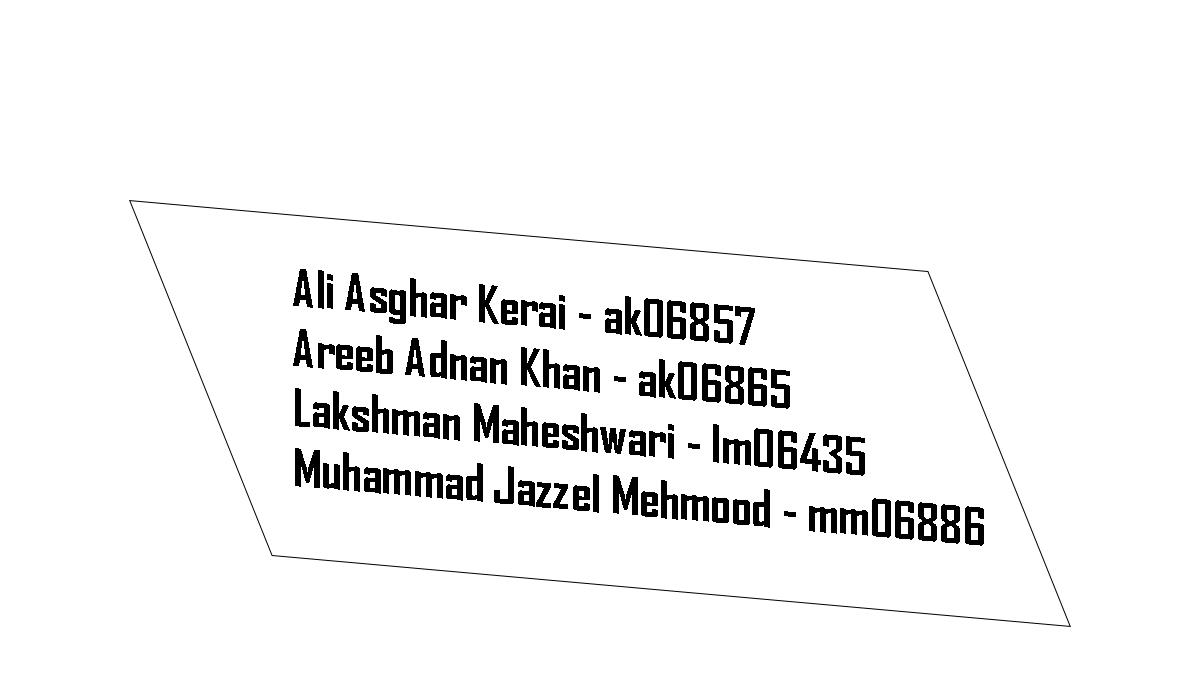 Ali Asghar Kerai - ak06857
Areeb Adnan Khan - ak06865
Lakshman Maheshwari - lm06435
Muhammad Jazzel Mehmood - mm06886